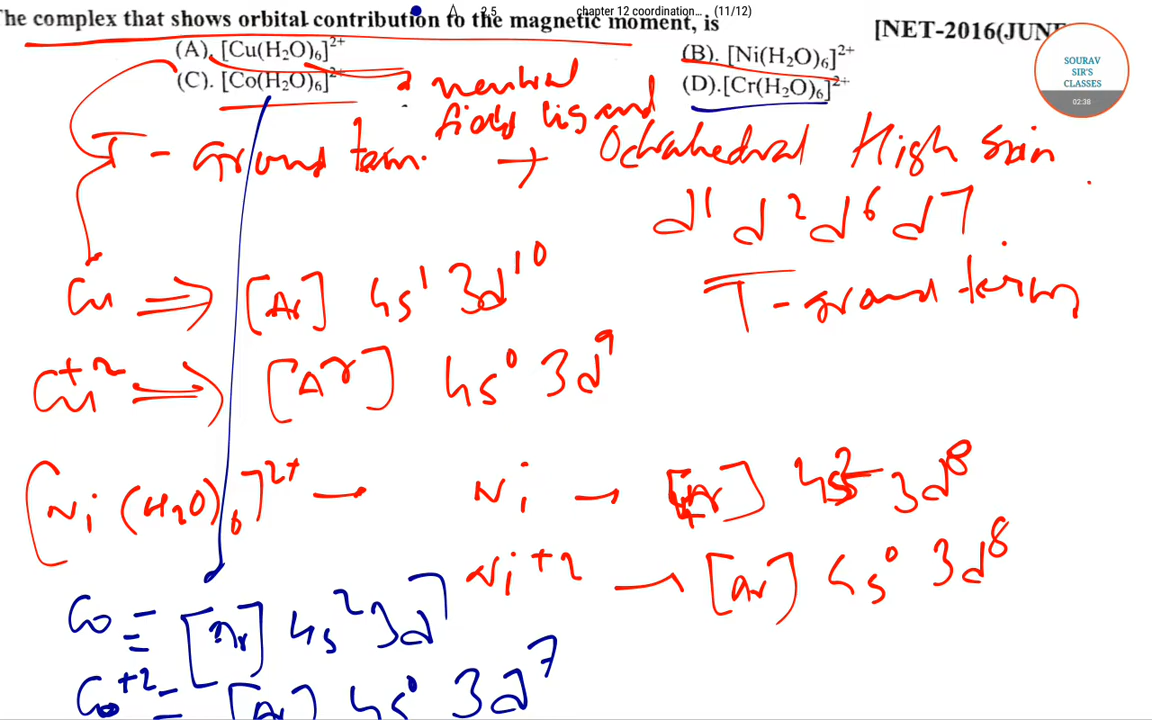 chapter 12 coordination... (11/12)
2.5
The complex that shows orbital contribution to the magnetic moment, is
[NET-2016(JUNE
(A). [Cu(H₂O)₆]²⁺ (B). [Ni(H₂O)₆]²⁺
(C). [Co(H₂O)₆]²⁺ (D).[Cr(H₂O)₆]²⁺
SOURAV
SIR'S
CLASSES
02:38
neutral
field ligand
T - Ground term. → Octahedral High Spin
d¹ d² d⁶ d⁷
T - ground term
Cu ⇒ [Ar] 4s¹ 3d¹⁰
Cu⁺² ⇒ [Ar] 4s⁰ 3d⁹
[Ni(H₂O)₆]²⁺ — Ni → [Ar] 4s² 3d⁸
Ni⁺² → [Ar] 4s⁰ 3d⁸
Co = [Ar] 4s² 3d⁷
Co⁺² = [Ar] 4s⁰ 3d⁷